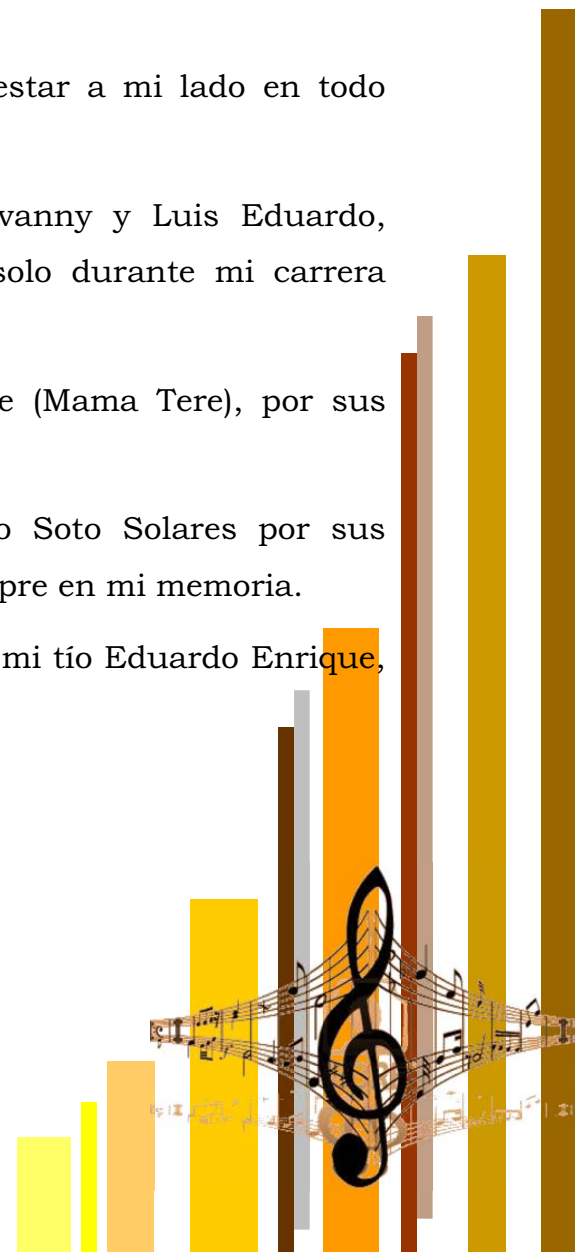 estar a mi lado en todo
vanny y Luis Eduardo,
solo durante mi carrera
e (Mama Tere), por sus
o Soto Solares por sus
pre en mi memoria.
mi tío Eduardo Enrique,